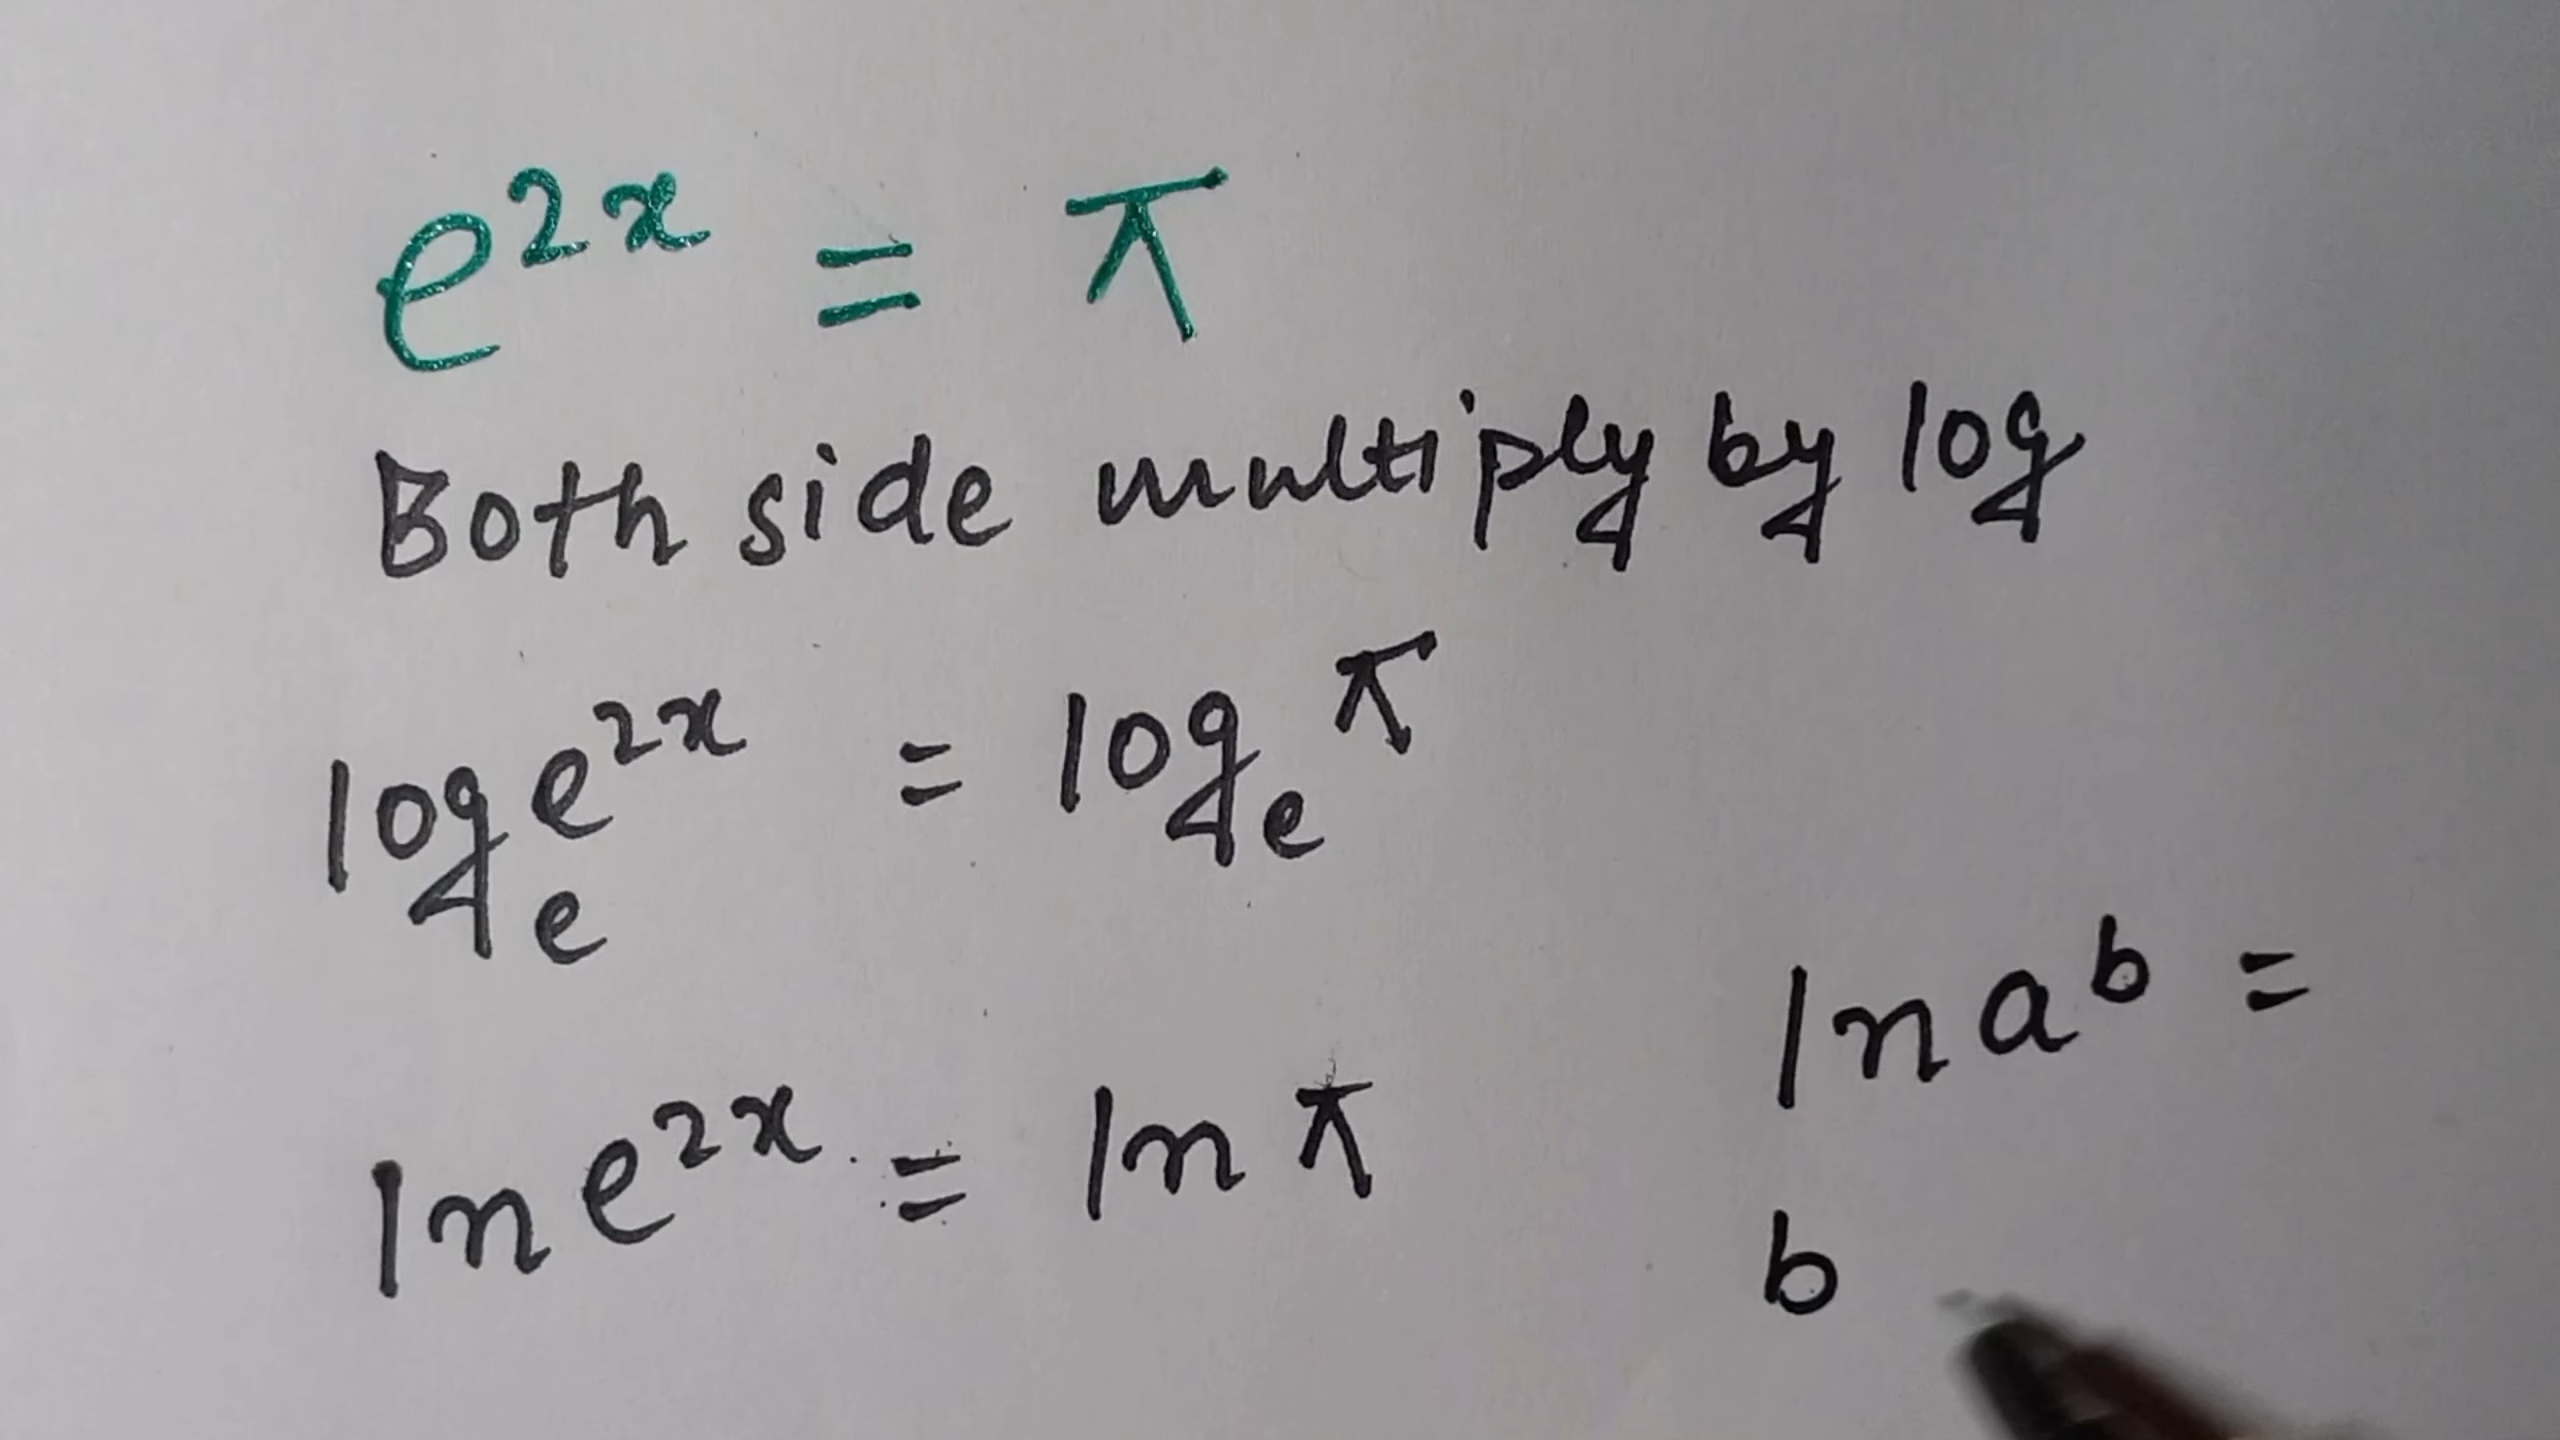 e^2x = π
Both side multiply by log
log_e e^2x = log_e π
ln e^2x = ln π
ln a^b =
b